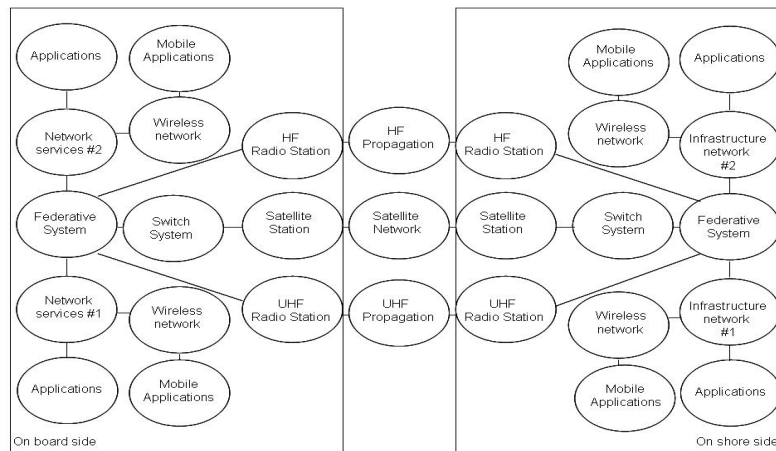 Applications
Mobile
Applications
Network
services #2
Wireless
network
HF
Radio Station
HF
Propagation
HF
Radio Station
Mobile
Applications
Applications
Wireless
network
Infrastructure
network
#2
Federative
System
Switch
System
Satellite
Station
Satellite
Network
Satellite
Station
Switch
System
Federative
System
Network
services #1
Wireless
network
UHF
Radio Station
UHF
Propagation
UHF
Radio Station
Wireless
network
Infrastructure
network
#1
Applications
Mobile
Applications
Mobile
Applications
Applications
On board side
On shore side